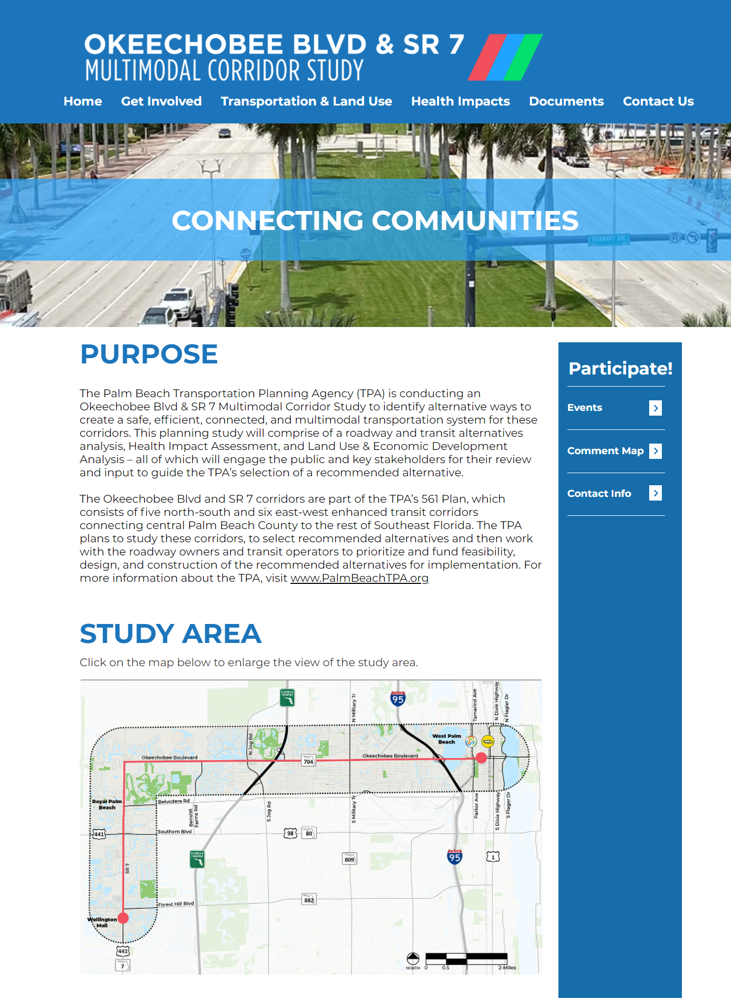 OKEECHOBEE BLVD & SR 7
MULTIMODAL CORRIDOR STUDY
Home Get Involved Transportation & Land Use Health Impacts Documents Contact Us
CONNECTING COMMUNITIES
ROSEMARY AVE
PURPOSE
The Palm Beach Transportation Planning Agency (TPA) is conducting an
Okeechobee Blvd & SR 7 Multimodal Corridor Study to identify alternative ways to
create a safe, efficient, connected, and multimodal transportation system for these
corridors. This planning study will comprise of a roadway and transit alternatives
analysis, Health Impact Assessment, and Land Use & Economic Development
Analysis – all of which will engage the public and key stakeholders for their review
and input to guide the TPA’s selection of a recommended alternative.
The Okeechobee Blvd and SR 7 corridors are part of the TPA’s 561 Plan, which
consists of five north-south and six east-west enhanced transit corridors
connecting central Palm Beach County to the rest of Southeast Florida. The TPA
plans to study these corridors, to select recommended alternatives and then work
with the roadway owners and transit operators to prioritize and fund feasibility,
design, and construction of the recommended alternatives for implementation. For
more information about the TPA, visit www.PalmBeachTPA.org
Participate!
Events
Comment Map
Contact Info
STUDY AREA
Click on the map below to enlarge the view of the study area.
FLORIDA'S
TURNPIKE
N Military Tr
INTERSTATE
95
Tamarind Ave
N Dixie Highway
N Flagler Dr
N Jog Rd
West Palm
Beach
Okeechobee Boulevard
704
Okeechobee Boulevard
Royal Palm
Beach
Belvedere Rd
Benoist
Farms Rd
S Jog Rd
S Military Tr
Parker Ave
S Dixie Highway
S Flager Dr
441
Southern Blvd
98
80
FLORIDA'S
TURNPIKE
809
INTERSTATE
95
1
SR 7
882
Forest Hill Blvd
Wellington
Mall
441
7
NORTH
0 0.5 1 2-Miles